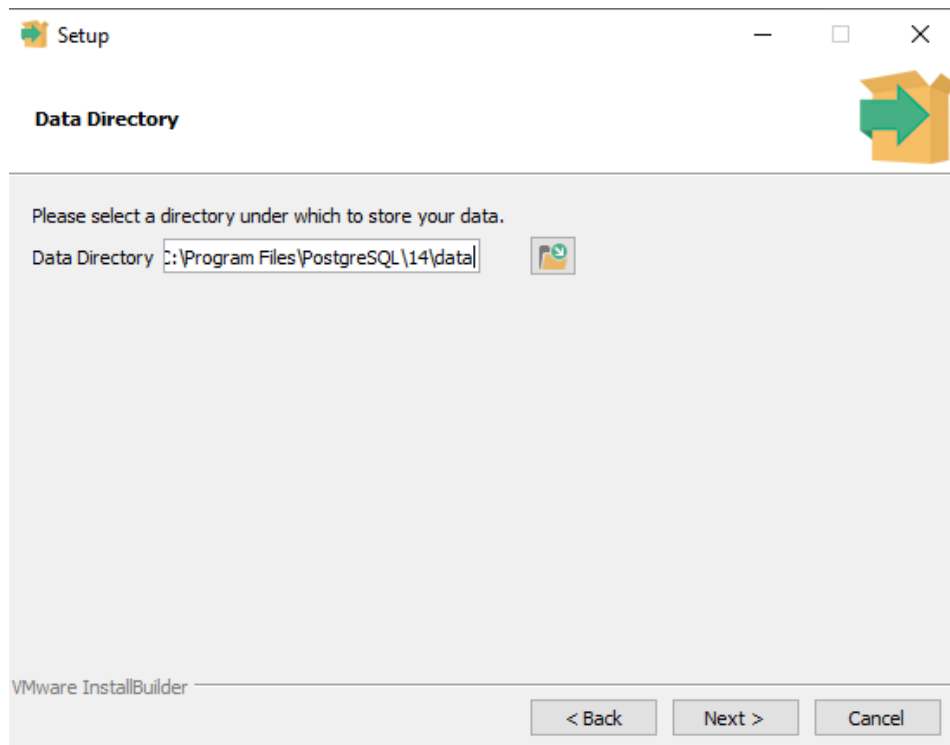 Setup
Data Directory
Please select a directory under which to store your data.
Data Directory C:\Program Files\PostgreSQL\14\data
VMware InstallBuilder
< Back Next > Cancel